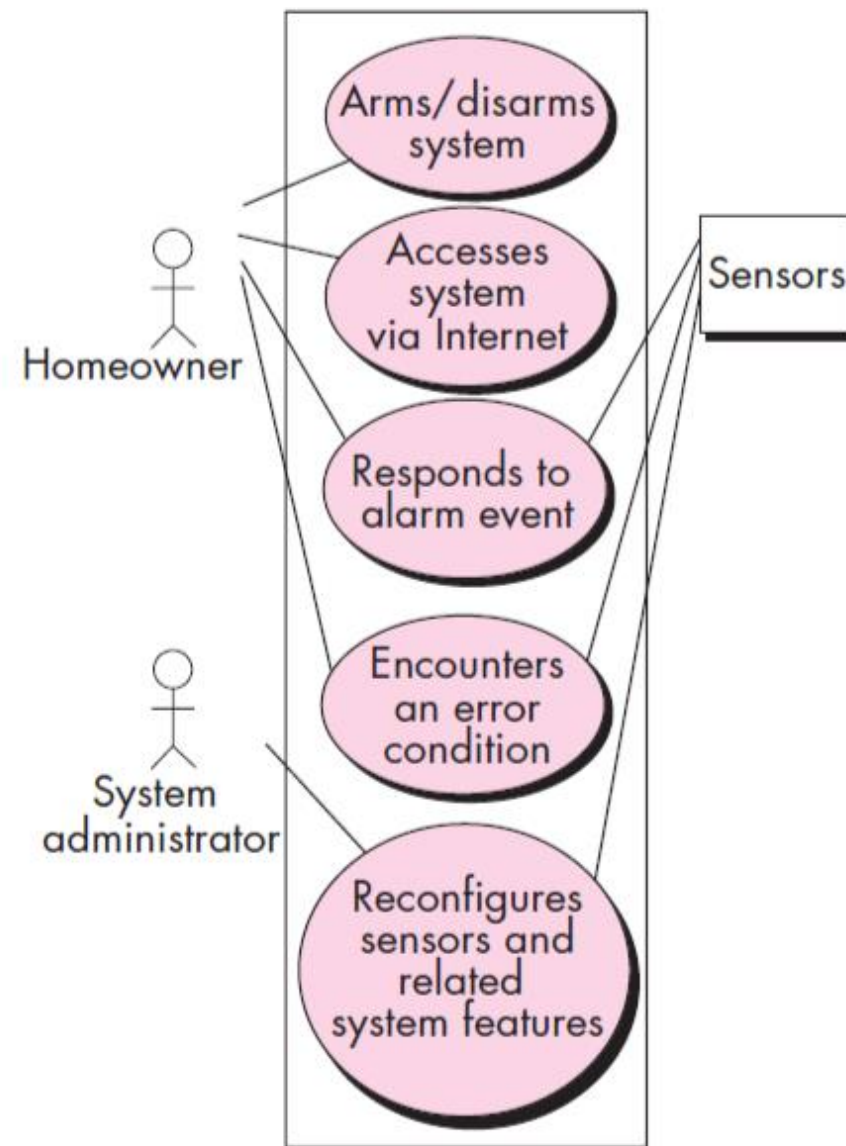 Arms/disarms
system
Accesses
system
via Internet
Sensors
Homeowner
Responds to
alarm event
Encounters
an error
condition
System
administrator
Reconfigures
sensors and
related
system features